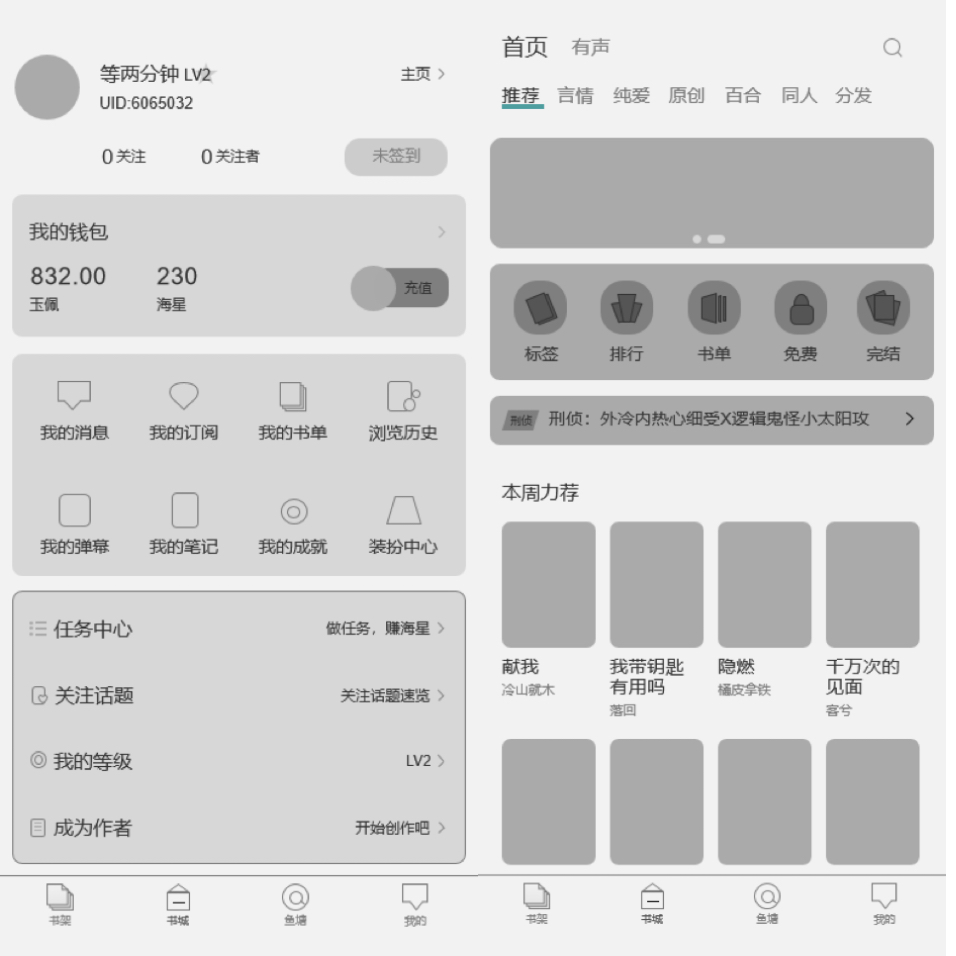 等两分钟 LV2
主页
UID:6065032
0 关注
0 关注者
未签到
我的钱包
832.00
230
玉佩
海星
充值
我的消息
我的订阅
我的书单
浏览历史
我的弹幕
我的笔记
我的成就
装扮中心
任务中心
做任务，赚海星
关注话题
关注话题速览
我的等级
LV2
成为作者
开始创作吧
书架
书城
鱼塘
我的
首页
有声
推荐 言情 纯爱 原创 百合 同人 分发
标签
排行
书单
免费
完结
刑侦
刑侦：外冷内热心细受X逻辑鬼怪小太阳攻
本周力荐
献我
冷山就木
我带钥匙
有用吗
落回
隐燃
橘皮拿铁
千万次的
见面
客兮
书架
书城
鱼塘
我的